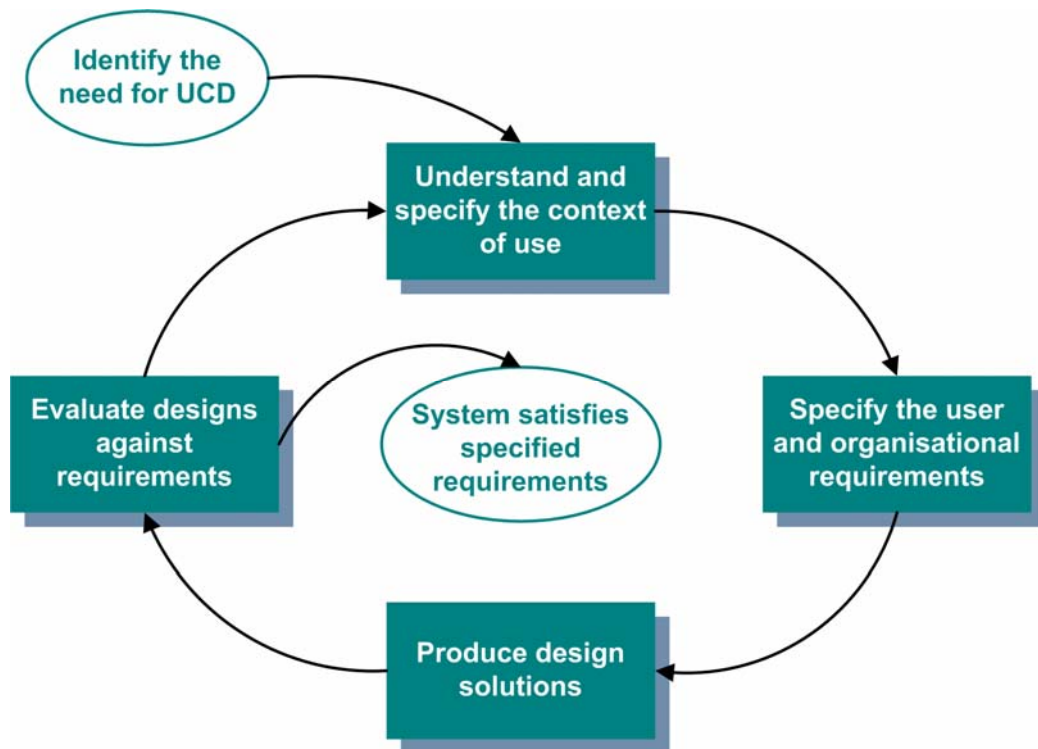 Identify the
need for UCD
Understand and
specify the context
of use
Evaluate designs
against
requirements
System satisfies
specified
requirements
Specify the user
and organisational
requirements
Produce design
solutions